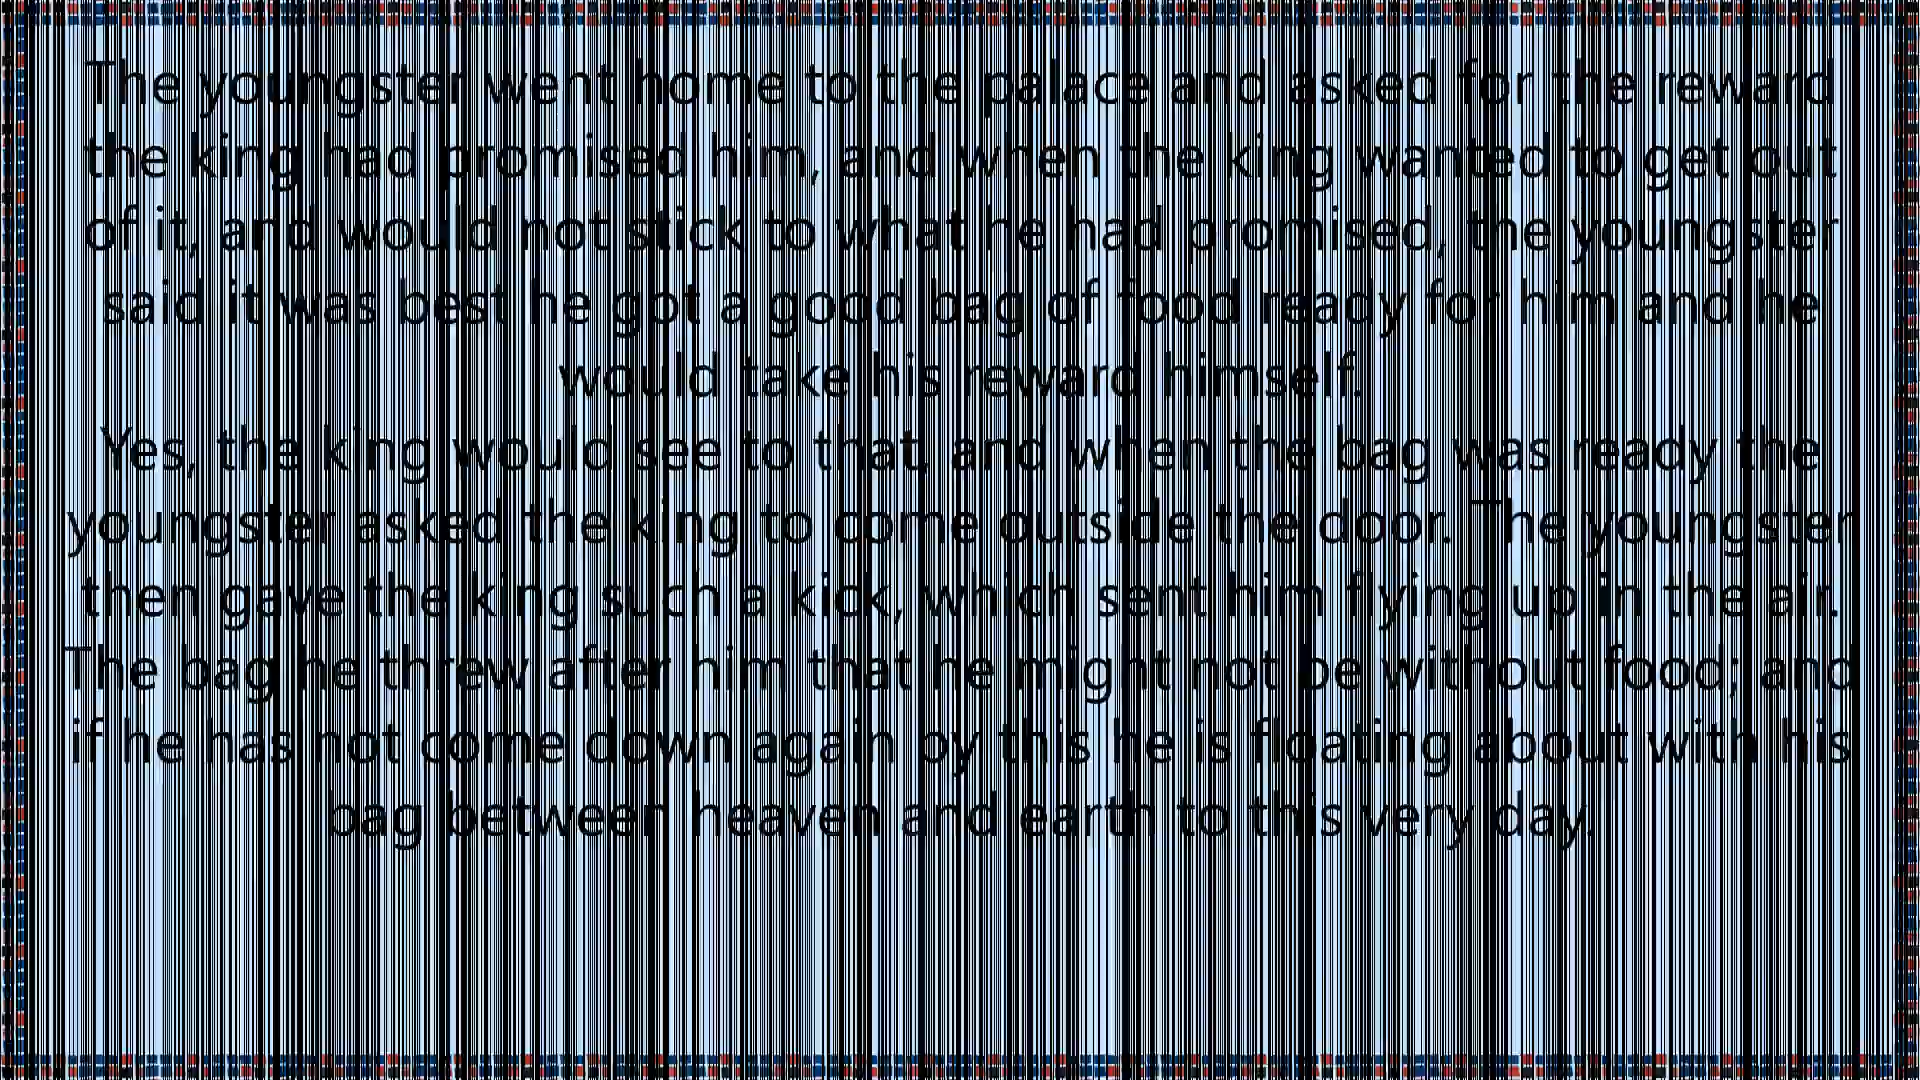 The youngster went home to the palace and asked for the reward
the king had promised him, and when the king wanted to get out
of it, and would not stick to what he had promised, the youngster
said it was best he got a good bag of food ready for him and he
would take his reward himself.
Yes, the king would see to that, and when the bag was ready the
youngster asked the king to come outside the door. The youngster
then gave the king such a kick, which sent him flying up in the air.
The bag he threw after him that he might not be without food; and
if he has not come down again by this he is floating about with his
bag between heaven and earth to this very day.